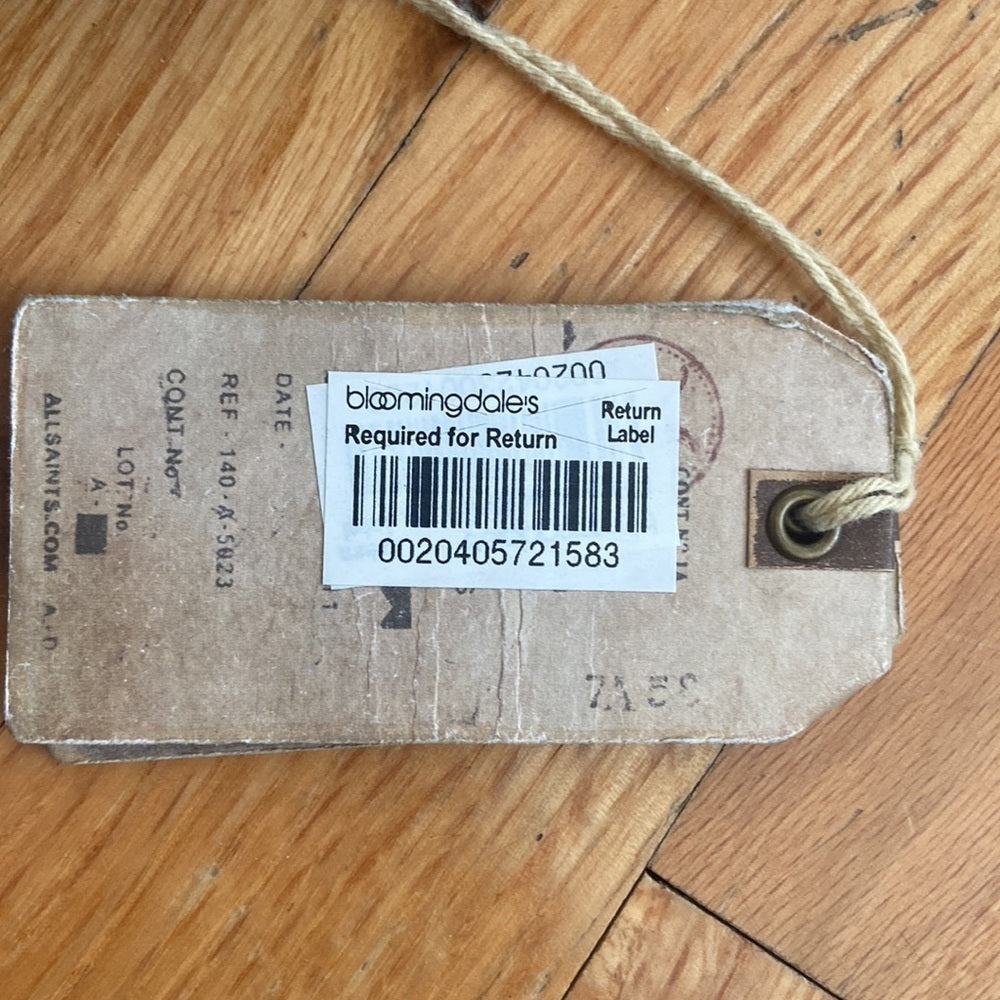 bloomingdale's
Return
Label
Required for Return
0020405721583
DATE .
REF . 140 . A - 5023
CONT. No
LOT. No.
A.
ALLSAINTS.COM A.D